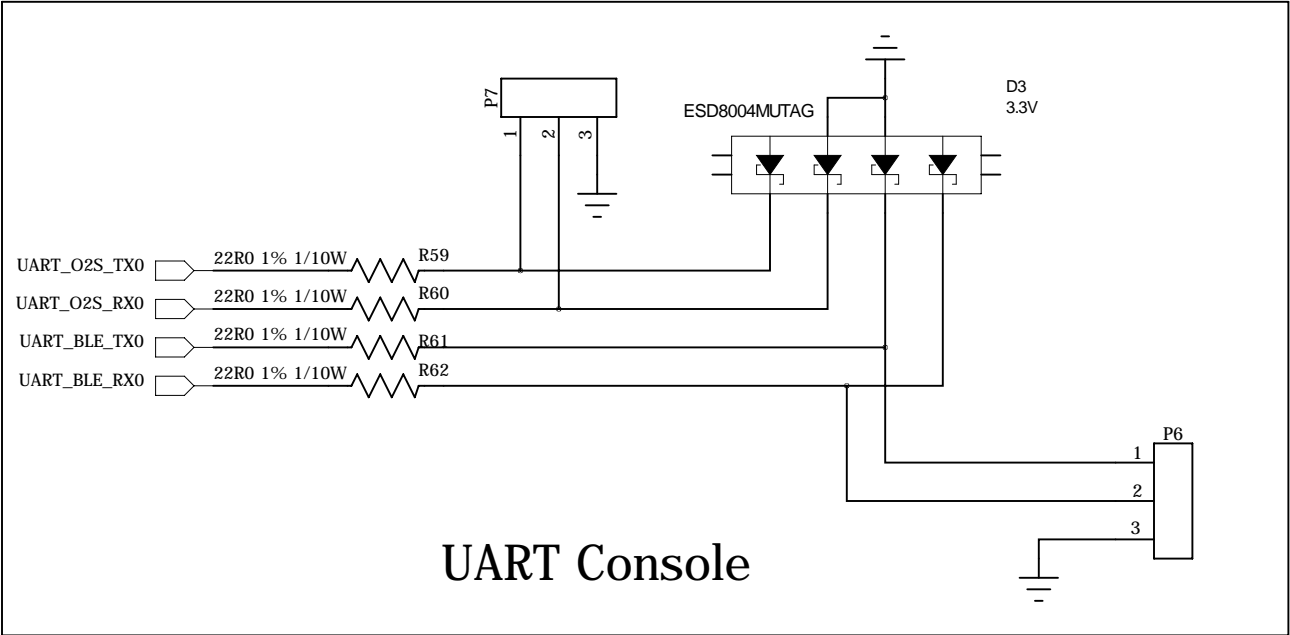 P7
1
2
3
ESD8004MUTAG
D3
3.3V
UART_O2S_TX0
22R0 1% 1/10W
R59
UART_O2S_RX0
22R0 1% 1/10W
R60
UART_BLE_TX0
22R0 1% 1/10W
R61
UART_BLE_RX0
22R0 1% 1/10W
R62
P6
1
2
3
UART Console